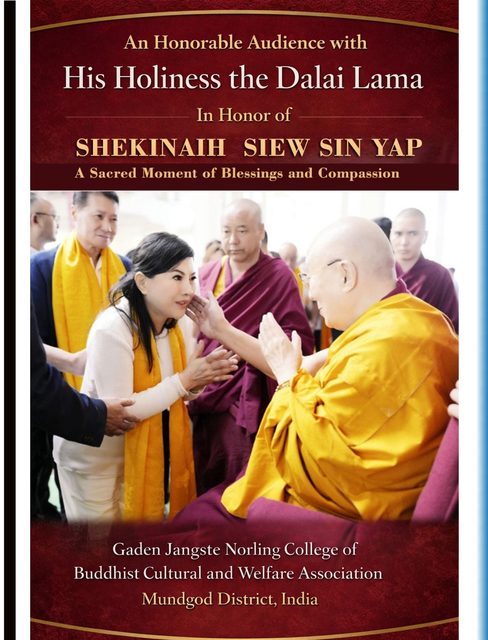 An Honorable Audience with
His Holiness the Dalai Lama
In Honor of
SHEKINAIH SIEW SIN YAP
A Sacred Moment of Blessings and Compassion
Gaden Jangste Norling College of
Buddhist Cultural and Welfare Association
Mundgod District, India